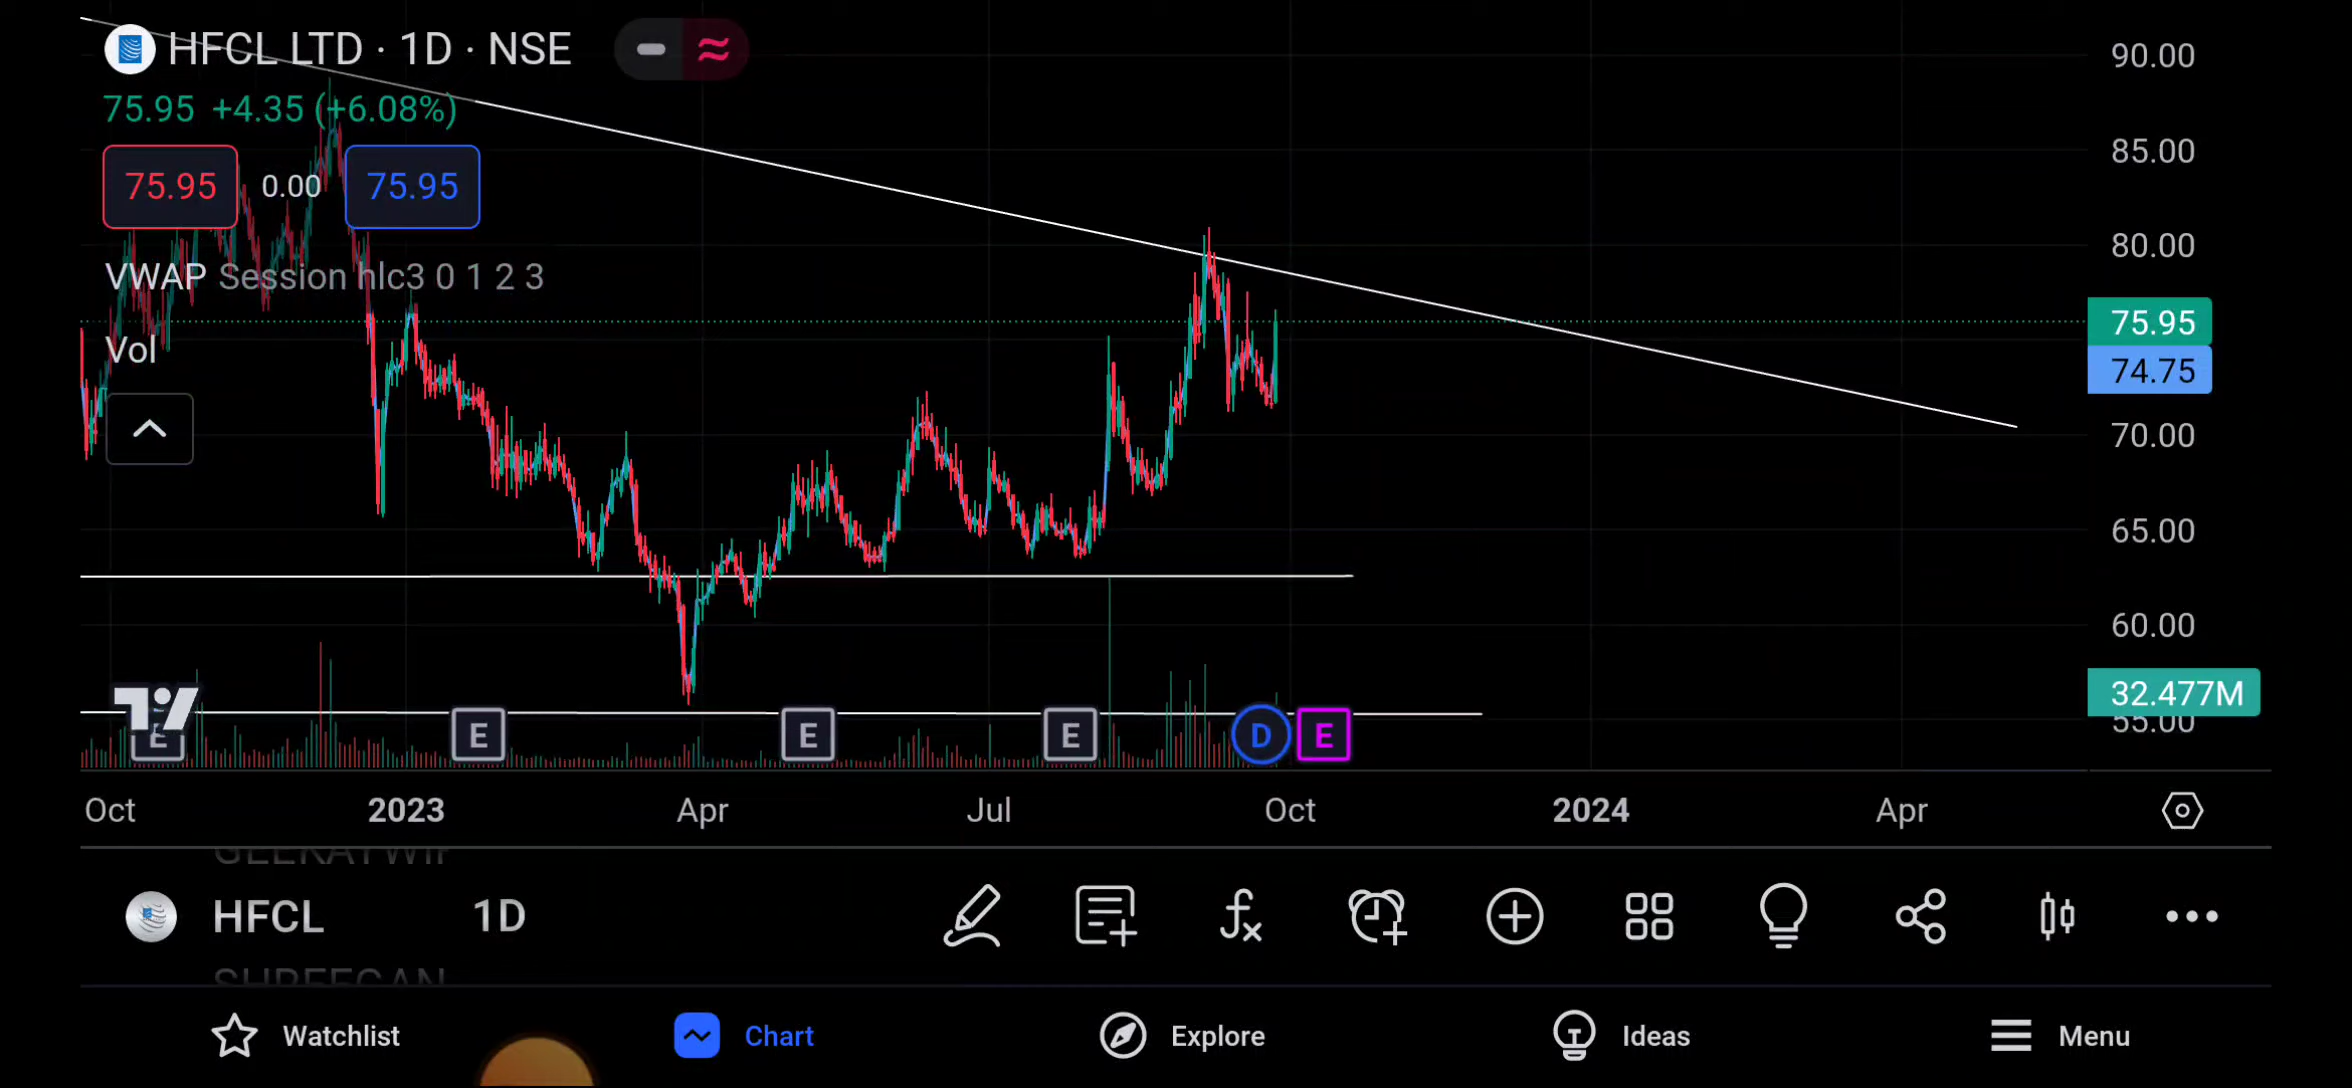 HFCL LTD · 1D · NSE
75.95 +4.35 (+6.08%)
75.95 0.00 75.95
VWAP Session hlc3 0 1 2 3
Vol
90.00
85.00
80.00
75.95
74.75
70.00
65.00
60.00
32.477M
55.00
E E E E D E
Oct 2023 Apr Jul Oct 2024 Apr
HFCL 1D
Watchlist Chart Explore Ideas Menu